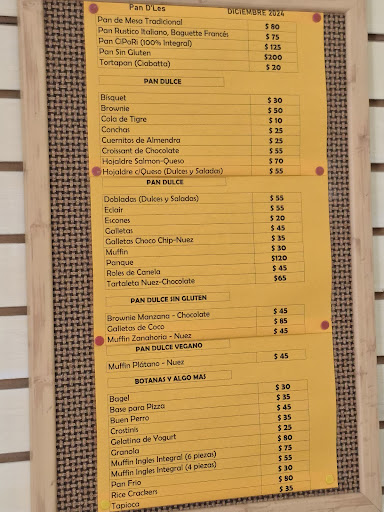 Pan D'Les DICIEMBRE 2024
Pan de Mesa Tradicional $ 80
Pan Rustico Italiano, Baguette Francés $ 75
Pan CiPoRi (100% Integral) $ 125
Pan Sin Gluten $200
Tortapan (Ciabatta) $ 20
PAN DULCE
Bisquet $ 30
Brownie $ 50
Cola de Tigre $ 10
Conchas $ 25
Cuernitos de Almendra $ 25
Croissant de Chocolate $ 55
Hojaldre Salmon-Queso $ 70
Hojaldre c/Queso (Dulces y Saladas) $ 55
PAN DULCE
Dobladas (Dulces y Saladas) $ 55
Eclair $ 55
Escones $ 20
Galletas $ 45
Galletas Choco Chip-Nuez $ 35
Muffin $ 30
Panque $120
Roles de Canela $ 45
Tartaleta Nuez-Chocolate $65
PAN DULCE SIN GLUTEN
Brownie Manzana - Chocolate $ 45
Galletas de Coco $ 85
Muffin Zanahoria - Nuez $ 45
PAN DULCE VEGANO
Muffin Plátano - Nuez $ 45
BOTANAS Y ALGO MAS
Bagel $ 30
Base para Pizza $ 35
Buen Perro $ 45
Crostinis $ 35
Gelatina de Yogurt $ 25
Granola $ 80
Muffin Ingles Integral (6 piezas) $ 75
Muffin Ingles Integral (4 piezas) $ 55
Pan Frio $ 30
Rice Crackers $ 80
Tapioca $ 35